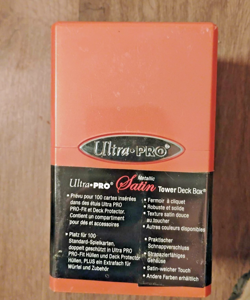 Ultra•PRO®
Ultra•PRO® Metallic Satin Tower Deck Box®
• Prévu pour 100 cartes insérées
dans des étuis Ultra PRO
PRO-Fit et Deck Protector.
Contient un compartiment
pour dés et accessoires
• Platz für 100
Standard-Spielkarten,
doppelt geschützt in Ultra PRO
PRO-Fit Hüllen und Deck Protector
Hüllen, PLUS ein Extrafach für
Würfel und Zubehör
• Fermoir à cliquet
• Robuste et solide
• Texture satin douce
au toucher
• Autres couleurs disponibles
• Praktischer
Schnappverschluss
• Strapazierfähiges
Gehäuse
• Satin-weicher Touch
• Andere Farben erhältlich